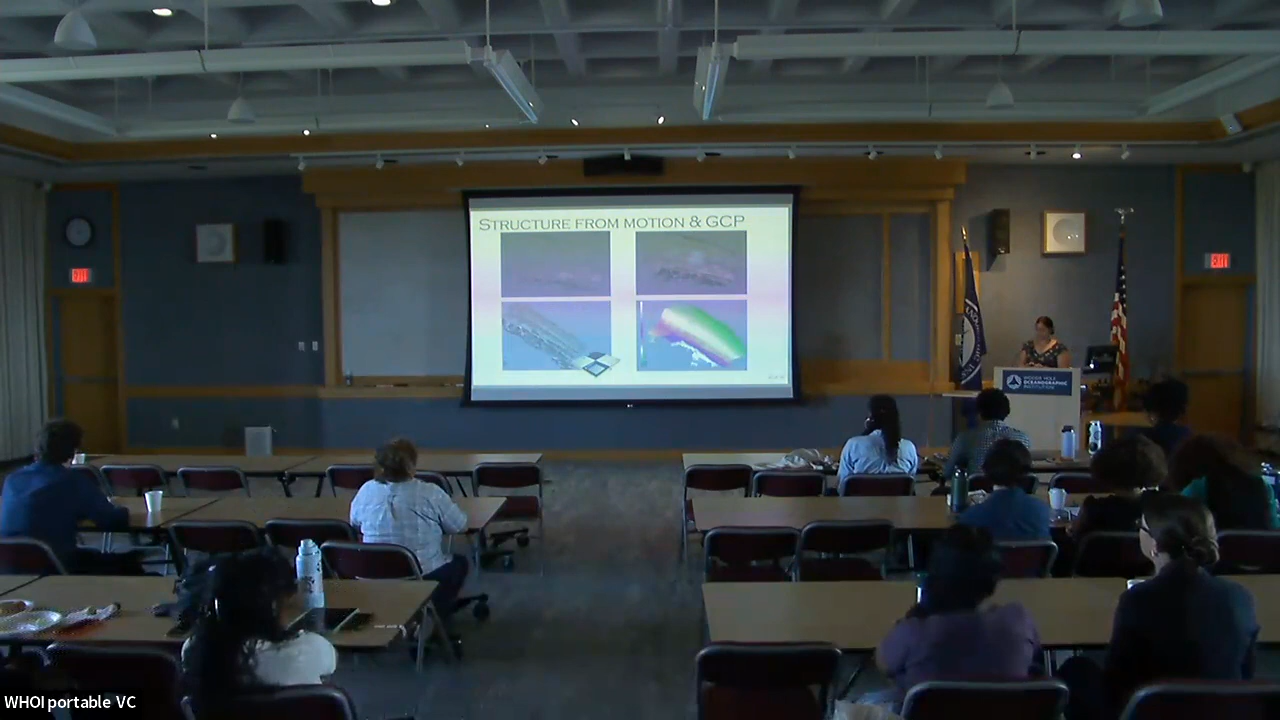 STRUCTURE FROM MOTION & GCP
EXIT
EXIT
WOODS HOLE
OCEANOGRAPHIC
INSTITUTION
WHOI portable VC